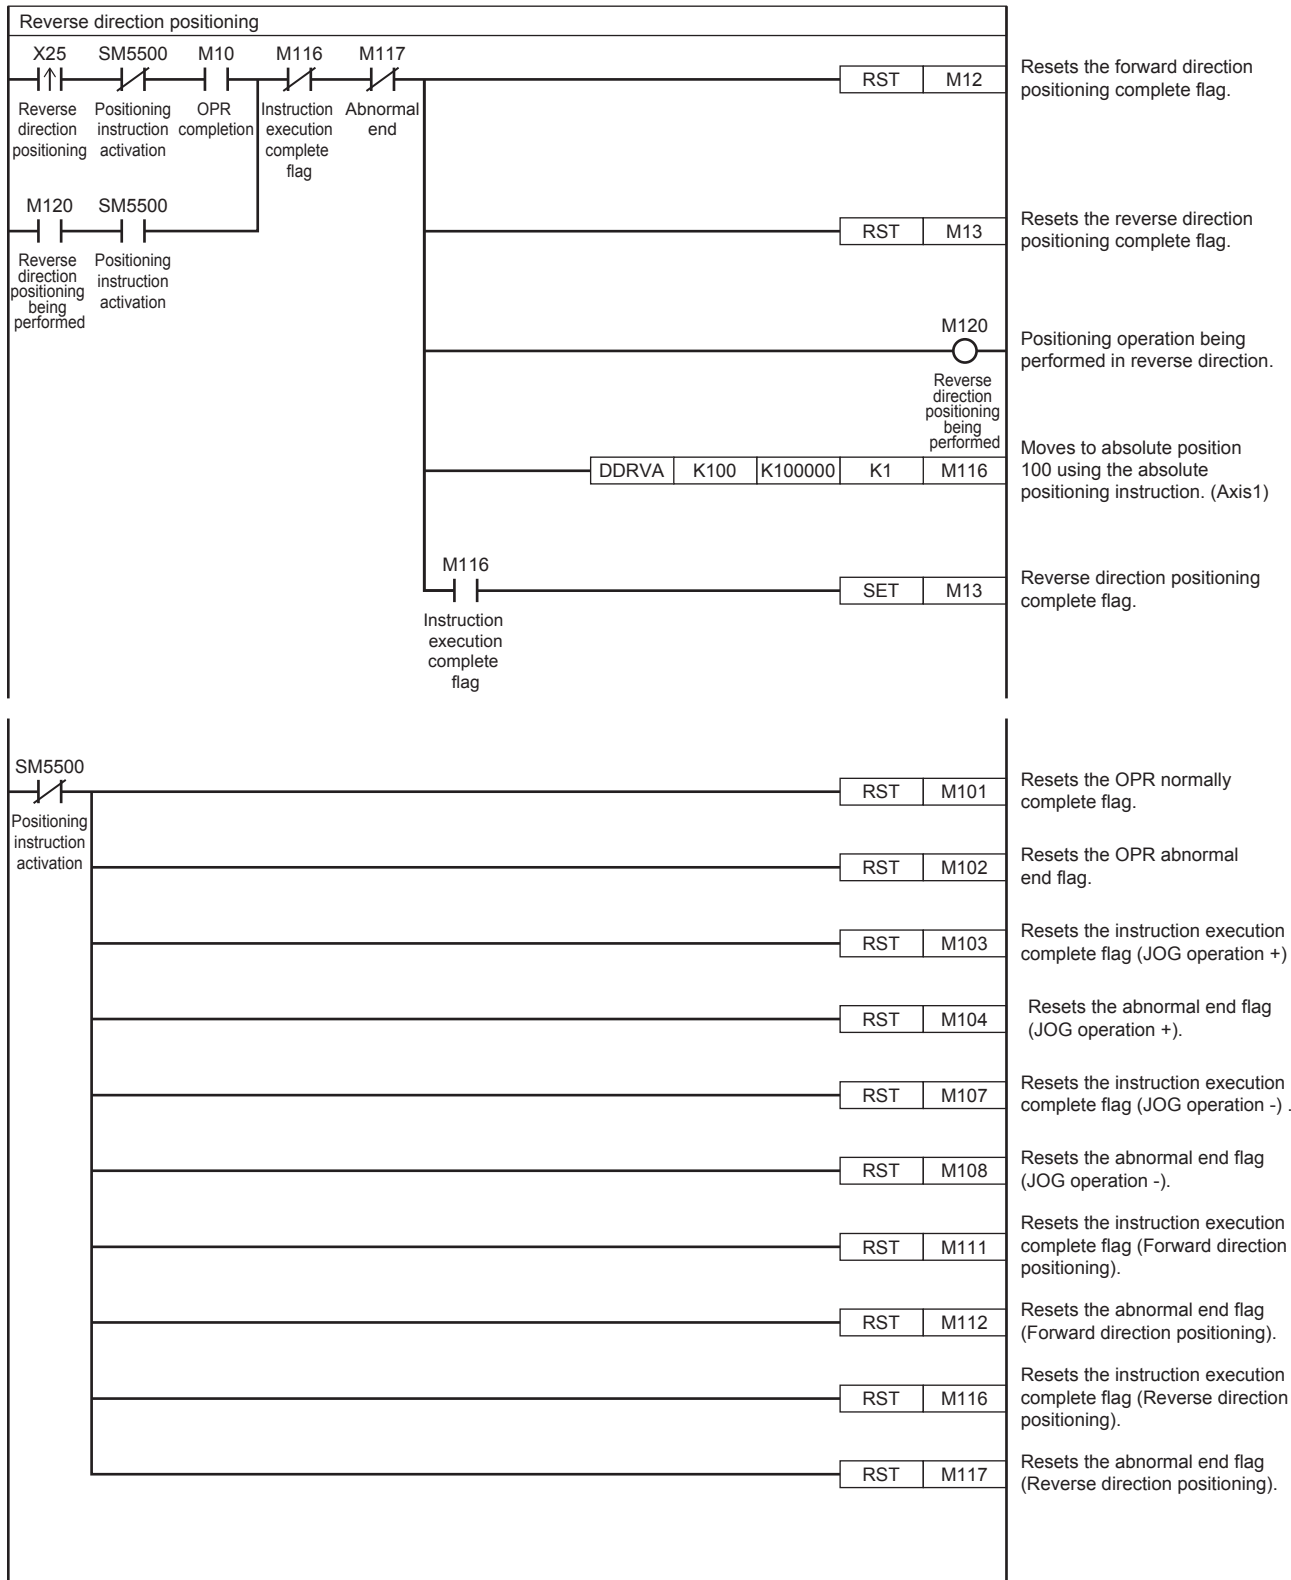 Reverse direction positioning
X25 SM5500 M10 M116 M117
RST M12
Resets the forward direction
positioning complete flag.
Reverse
direction
positioning
Positioning
instruction
activation
OPR
completion
Instruction
execution
complete
flag
Abnormal
end
M120 SM5500
RST M13
Resets the reverse direction
positioning complete flag.
Reverse
direction
positioning
being
performed
Positioning
instruction
activation
M120
Positioning operation being
performed in reverse direction.
Reverse
direction
positioning
being
performed
DDRVA K100 K100000 K1 M116
Moves to absolute position
100 using the absolute
positioning instruction. (Axis1)
M116
SET M13
Reverse direction positioning
complete flag.
Instruction
execution
complete
flag
SM5500
Positioning
instruction
activation
RST M101
Resets the OPR normally
complete flag.
RST M102
Resets the OPR abnormal
end flag.
RST M103
Resets the instruction execution
complete flag (JOG operation +)
RST M104
Resets the abnormal end flag
(JOG operation +).
RST M107
Resets the instruction execution
complete flag (JOG operation -) .
RST M108
Resets the abnormal end flag
(JOG operation -).
RST M111
Resets the instruction execution
complete flag (Forward direction
positioning).
RST M112
Resets the abnormal end flag
(Forward direction positioning).
RST M116
Resets the instruction execution
complete flag (Reverse direction
positioning).
RST M117
Resets the abnormal end flag
(Reverse direction positioning).